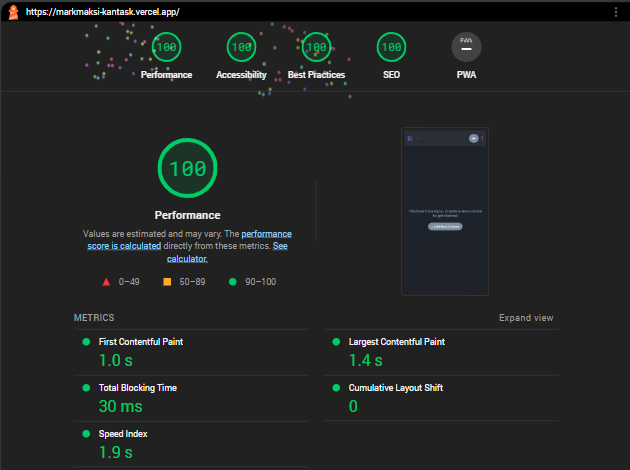 https://markmaksi-kantask.vercel.app/
100 100 100 100 PWA
Performance Accessibility Best Practices SEO PWA
100
Performance
Values are estimated and may vary. The performance
score is calculated directly from these metrics. See
calculator.
0–49 50–89 90–100
METRICS Expand view
First Contentful Paint
1.0 s
Largest Contentful Paint
1.4 s
Total Blocking Time
30 ms
Cumulative Layout Shift
0
Speed Index
1.9 s